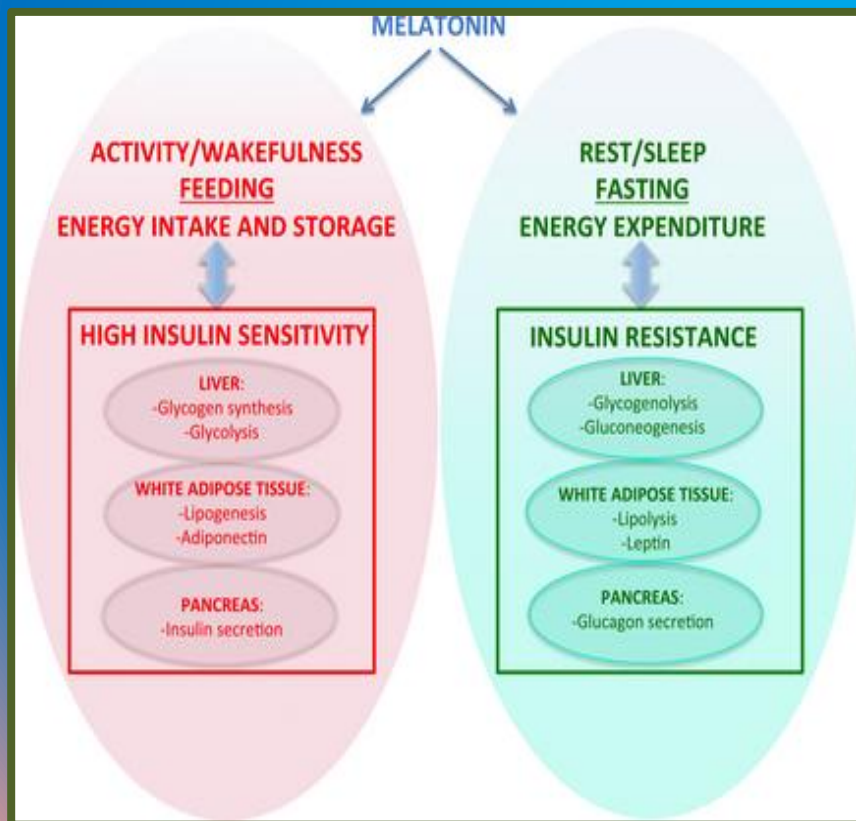 MELATONIN
ACTIVITY/WAKEFULNESS
FEEDING
ENERGY INTAKE AND STORAGE
HIGH INSULIN SENSITIVITY
LIVER:
-Glycogen synthesis
-Glycolysis
WHITE ADIPOSE TISSUE:
-Lipogenesis
-Adiponectin
PANCREAS:
-Insulin secretion
REST/SLEEP
FASTING
ENERGY EXPENDITURE
INSULIN RESISTANCE
LIVER:
-Glycogenolysis
-Gluconeogenesis
WHITE ADIPOSE TISSUE:
-Lipolysis
-Leptin
PANCREAS:
-Glucagon secretion